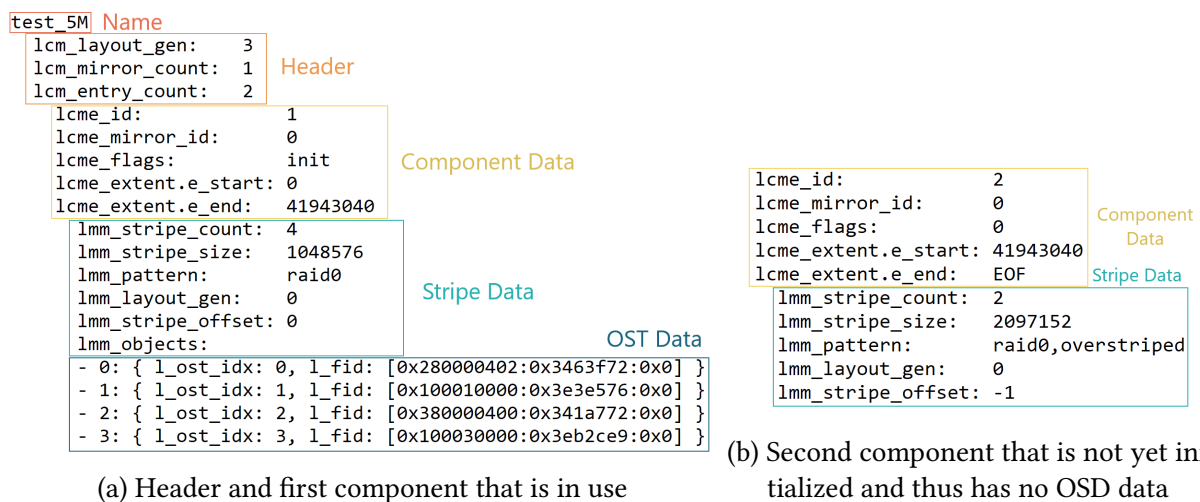 test_5M Name
lcm_layout_gen: 3
lcm_mirror_count: 1
lcm_entry_count: 2
Header
lcme_id: 1
lcme_mirror_id: 0
lcme_flags: init
lcme_extent.e_start: 0
lcme_extent.e_end: 41943040
Component Data
lmm_stripe_count: 4
lmm_stripe_size: 1048576
lmm_pattern: raid0
lmm_layout_gen: 0
lmm_stripe_offset: 0
lmm_objects:
Stripe Data
OST Data
- 0: { l_ost_idx: 0, l_fid: [0x280000402:0x3463f72:0x0] }
- 1: { l_ost_idx: 1, l_fid: [0x100010000:0x3e3e576:0x0] }
- 2: { l_ost_idx: 2, l_fid: [0x380000400:0x341a772:0x0] }
- 3: { l_ost_idx: 3, l_fid: [0x100030000:0x3eb2ce9:0x0] }
(a) Header and first component that is in use
lcme_id: 2
lcme_mirror_id: 0
lcme_flags: 0
lcme_extent.e_start: 41943040
lcme_extent.e_end: EOF
Component
Data
Stripe Data
lmm_stripe_count: 2
lmm_stripe_size: 2097152
lmm_pattern: raid0,overstriped
lmm_layout_gen: 0
lmm_stripe_offset: -1
(b) Second component that is not yet ini
tialized and thus has no OSD data